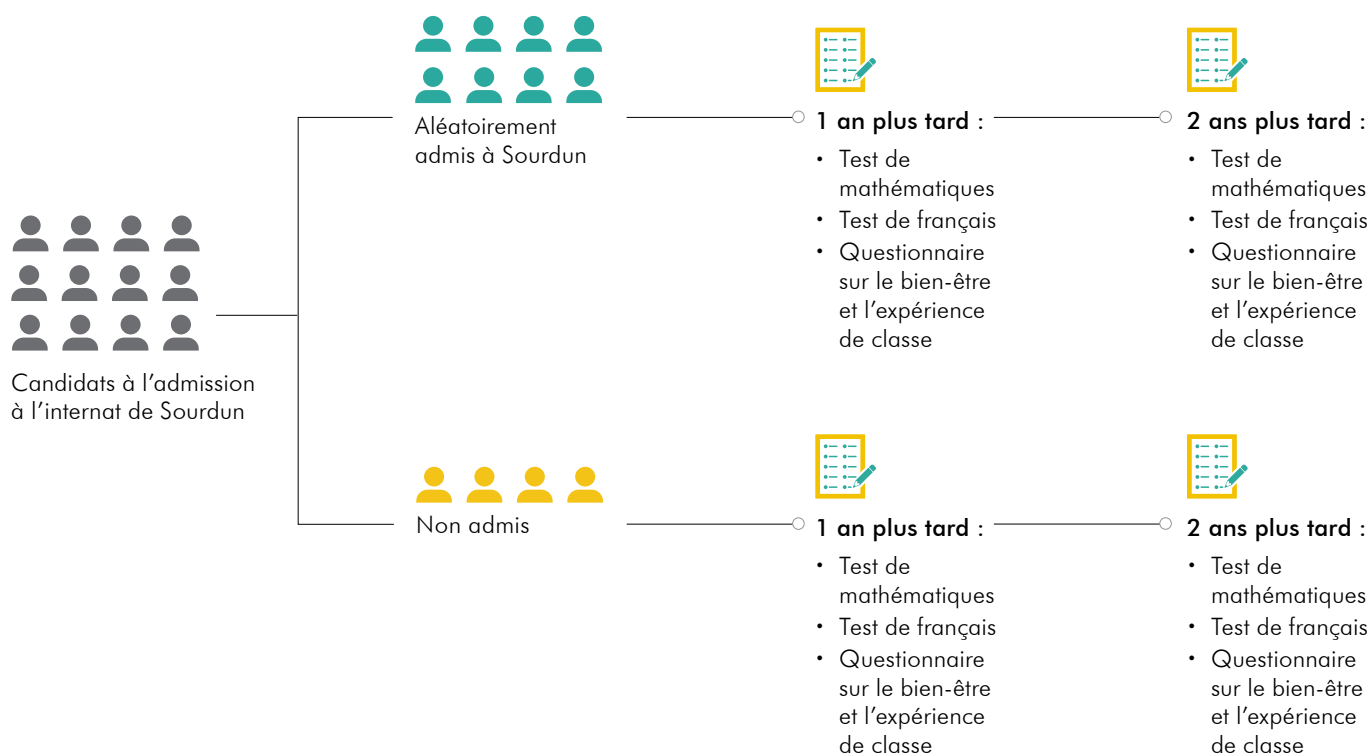 Candidats à l'admission
à l'internat de Sourdun
Aléatoirement
admis à Sourdun
1 an plus tard :
• Test de
mathématiques
• Test de français
• Questionnaire
sur le bien-être
et l'expérience
de classe
2 ans plus tard :
• Test de
mathématiques
• Test de français
• Questionnaire
sur le bien-être
et l'expérience
de classe
Non admis
1 an plus tard :
• Test de
mathématiques
• Test de français
• Questionnaire
sur le bien-être
et l'expérience
de classe
2 ans plus tard :
• Test de
mathématiques
• Test de français
• Questionnaire
sur le bien-être
et l'expérience
de classe